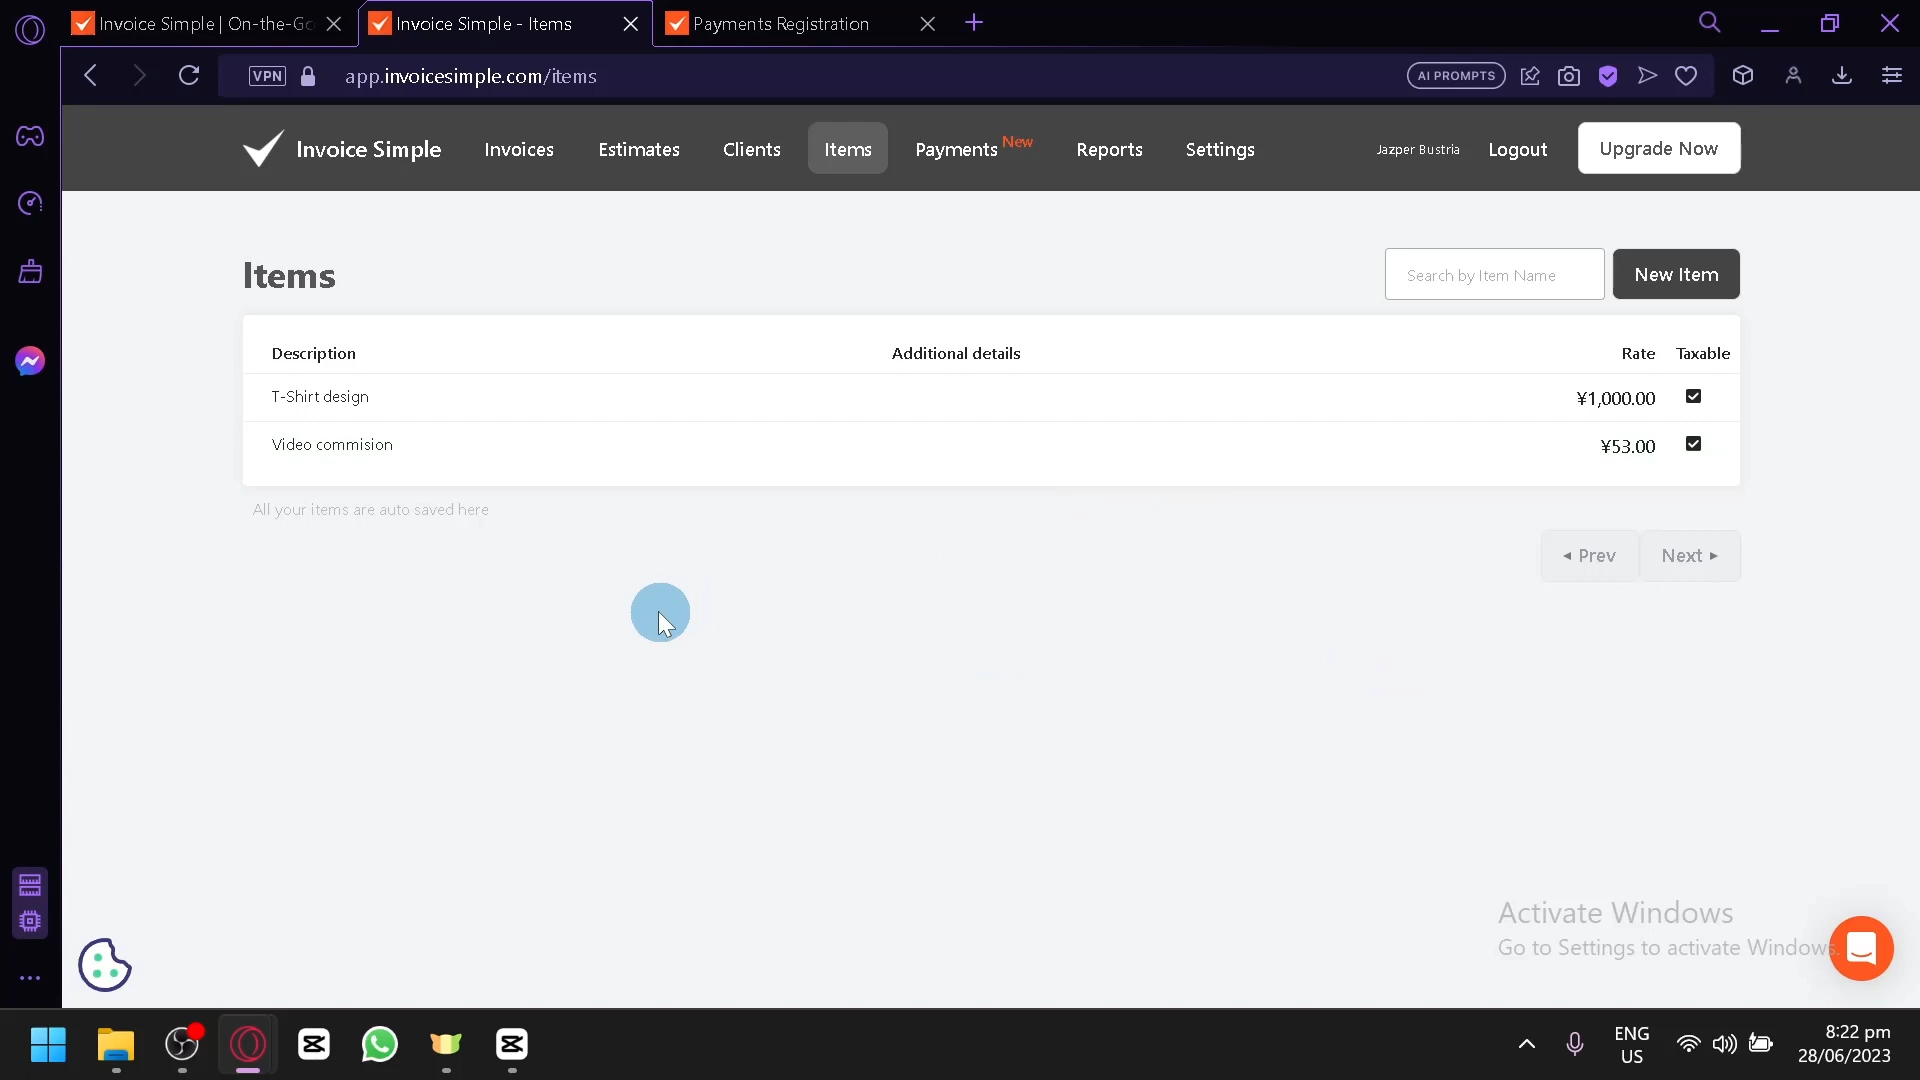 Invoice Simple | On-the-Go
Invoice Simple - Items
Payments Registration
VPN
app.invoicesimple.com/items
AI PROMPTS
Invoice Simple
Invoices
Estimates
Clients
Items
Payments New
Reports
Settings
Jazper Bustria
Logout
Upgrade Now
Items
Search by Item Name
New Item
Description Additional details Rate Taxable
T-Shirt design ¥1,000.00
Video commision ¥53.00
All your items are auto saved here
Prev
Next
Activate Windows
Go to Settings to activate Windows.
ENG
US
8:22 pm
28/06/2023